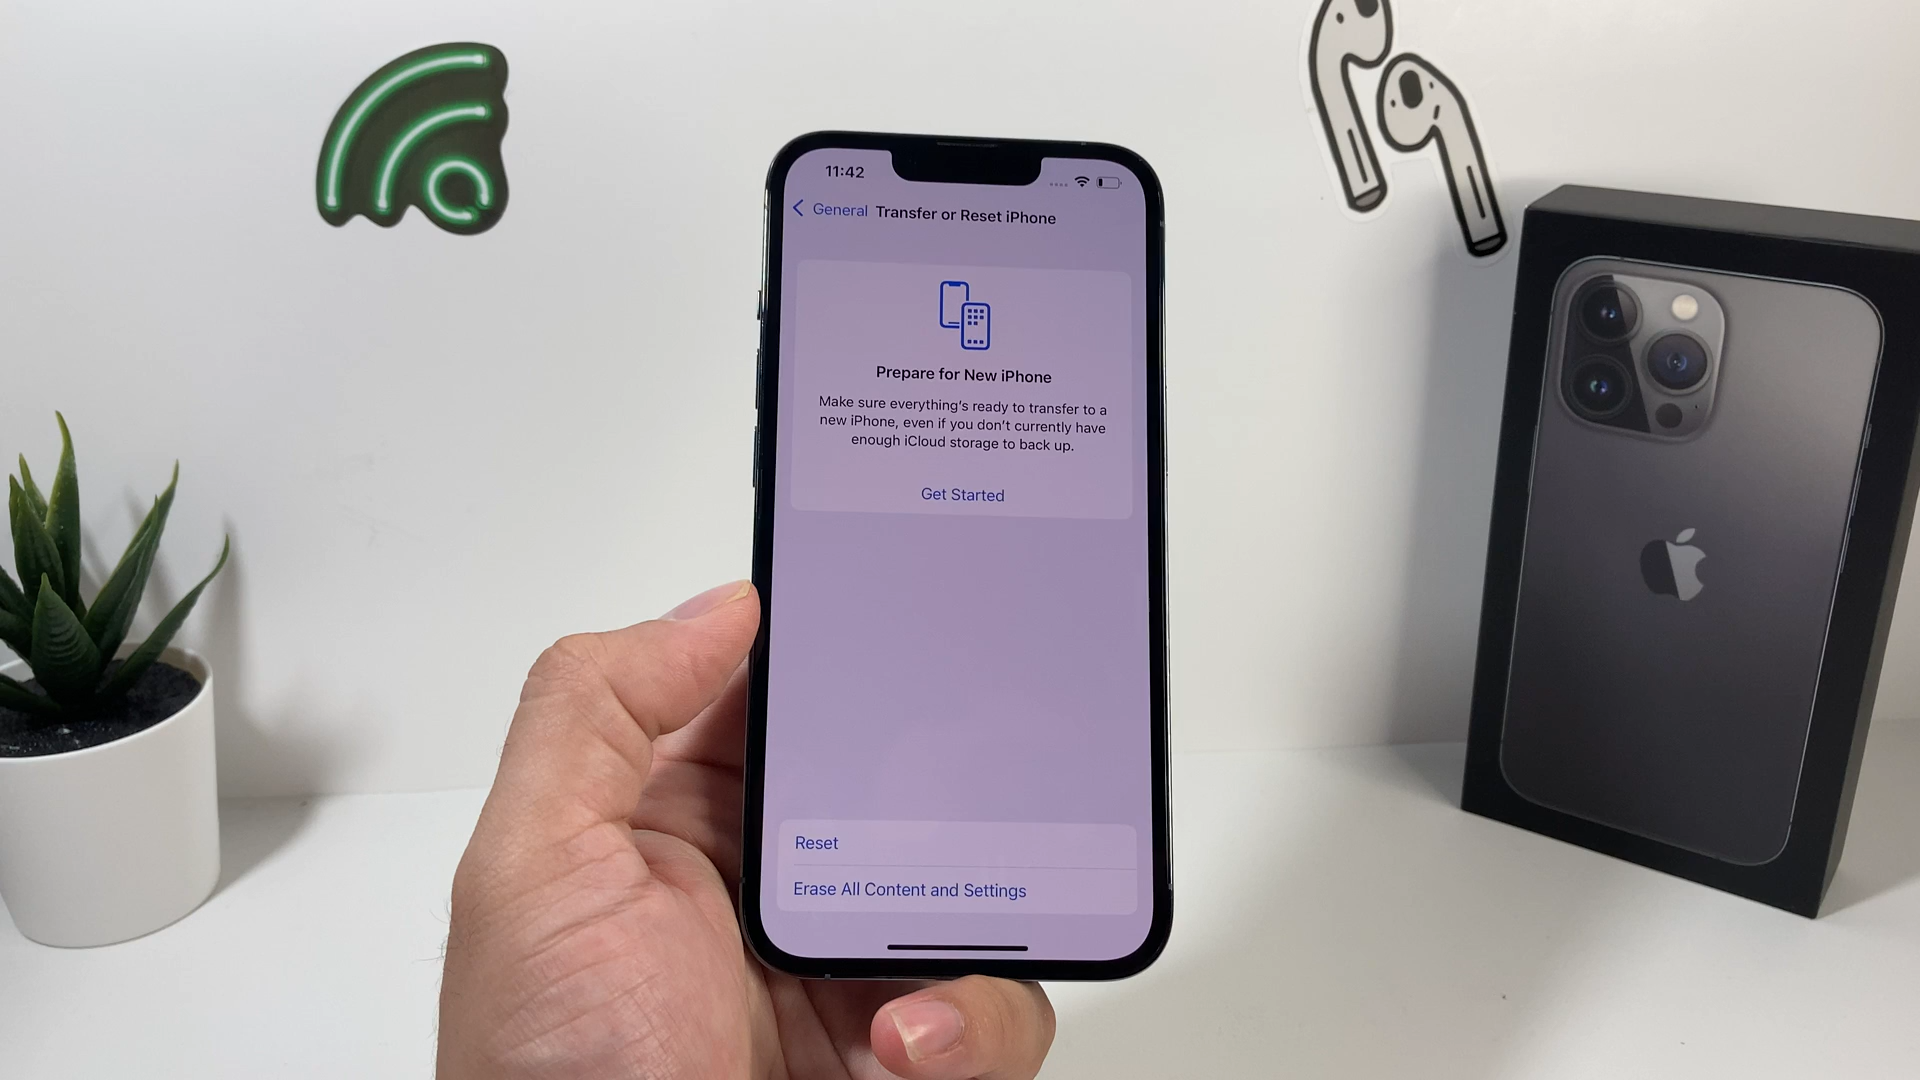 11:42
General Transfer or Reset iPhone
Prepare for New iPhone
Make sure everything's ready to transfer to a
new iPhone, even if you don't currently have
enough iCloud storage to back up.
Get Started
Reset
Erase All Content and Settings